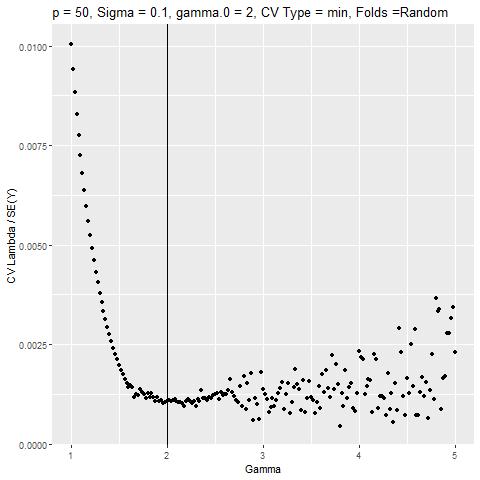 p = 50, Sigma = 0.1, gamma.0 = 2, CV Type = min, Folds =Random
0.0100
0.0075
0.0050
0.0025
0.0000
CV Lambda / SE(Y)
1 2 3 4 5
Gamma